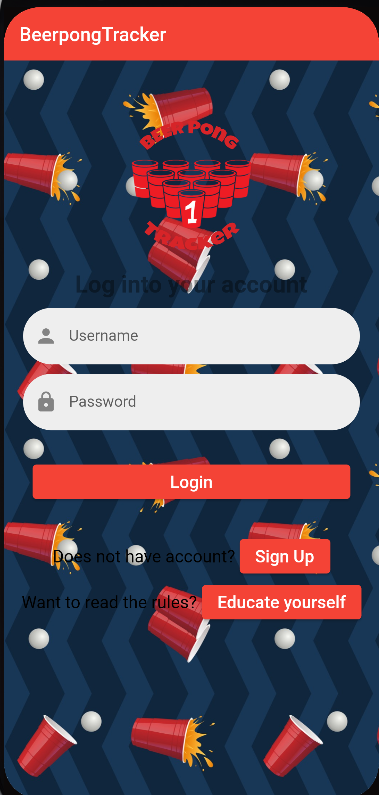 BeerpongTracker
BEER PONG
1
TRACKER
Log into your account
Username
Password
Login
Does not have account? Sign Up
Want to read the rules? Educate yourself